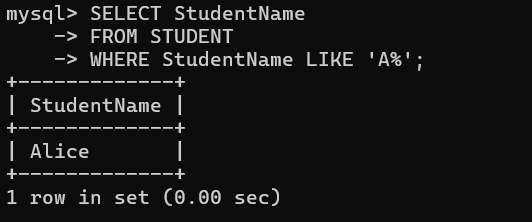 mysql> SELECT StudentName
    -> FROM STUDENT
    -> WHERE StudentName LIKE 'A%';
+-------------+
| StudentName |
+-------------+
| Alice       |
+-------------+
1 row in set (0.00 sec)